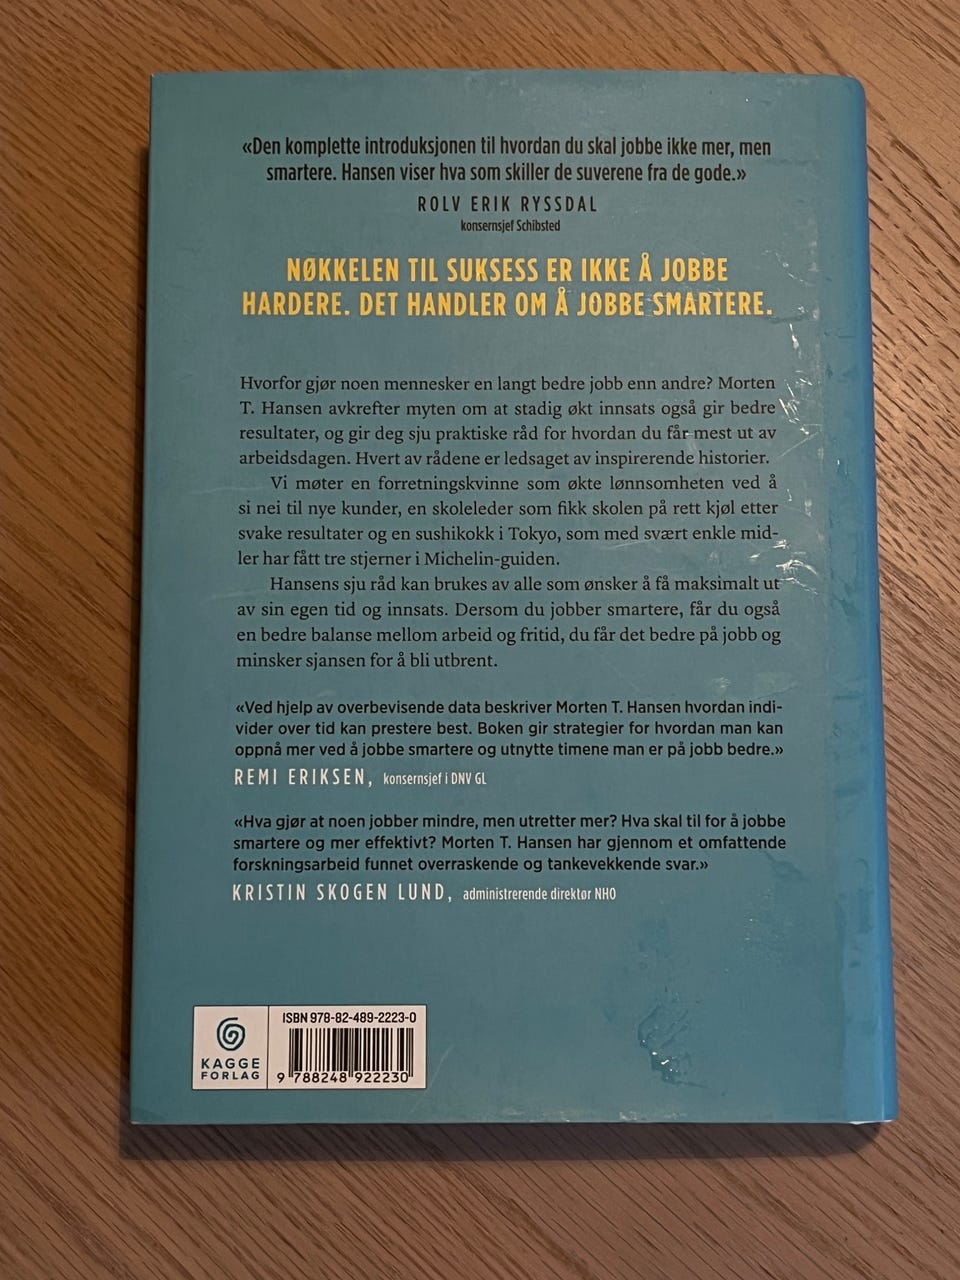 «Den komplette introduksjonen til hvordan du skal jobbe ikke mer, men
smartere. Hansen viser hva som skiller de suverene fra de gode.»
ROLV ERIK RYSSDAL
konsernsjef Schibsted
NØKKELEN TIL SUKSESS ER IKKE Å JOBBE
HARDERE. DET HANDLER OM Å JOBBE SMARTERE.
Hvorfor gjør noen mennesker en langt bedre jobb enn andre? Morten
T. Hansen avkrefter myten om at stadig økt innsats også gir bedre
resultater, og gir deg sju praktiske råd for hvordan du får mest ut av
arbeidsdagen. Hvert av rådene er ledsaget av inspirerende historier.
Vi møter en forretningskvinne som økte lønnsomheten ved å
si nei til nye kunder, en skoleleder som fikk skolen på rett kjøl etter
svake resultater og en sushikokk i Tokyo, som med svært enkle mid-
ler har fått tre stjerner i Michelin-guiden.
Hansens sju råd kan brukes av alle som ønsker å få maksimalt ut
av sin egen tid og innsats. Dersom du jobber smartere, får du også
en bedre balanse mellom arbeid og fritid, du får det bedre på jobb og
minsker sjansen for å bli utbrent.
«Ved hjelp av overbevisende data beskriver Morten T. Hansen hvordan indi-
vider over tid kan prestere best. Boken gir strategier for hvordan man kan
oppnå mer ved å jobbe smartere og utnytte timene man er på jobb bedre.»
REMI ERIKSEN, konsernsjef i DNV GL
«Hva gjør at noen jobber mindre, men utretter mer? Hva skal til for å jobbe
smartere og mer effektivt? Morten T. Hansen har gjennom et omfattende
forskningsarbeid funnet overraskende og tankevekkende svar.»
KRISTIN SKOGEN LUND, administrerende direktør NHO
KAGGE
FORLAG
ISBN 978-82-489-2223-0
9 788248 922230